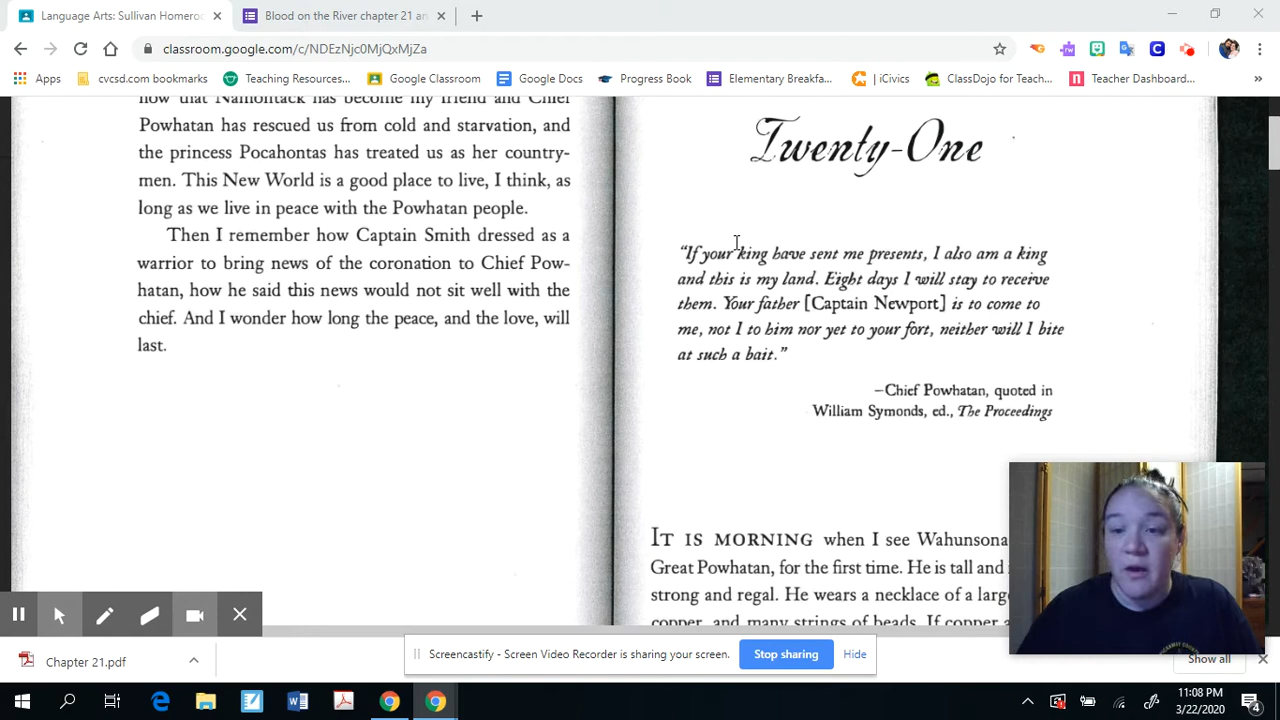 Language Arts: Sullivan Homeroo
Blood on the River chapter 21 an
classroom.google.com/c/NDEzNjc0MjQxMjZa
Apps
cvcsd.com bookmarks
Teaching Resources...
Google Classroom
Google Docs
Progress Book
Elementary Breakfa...
iCivics
ClassDojo for Teach...
Teacher Dashboard...
»
now that Namontack has become my friend and Chief
Powhatan has rescued us from cold and starvation, and
the princess Pocahontas has treated us as her country-
men. This New World is a good place to live, I think, as
long as we live in peace with the Powhatan people.
Then I remember how Captain Smith dressed as a
warrior to bring news of the coronation to Chief Pow-
hatan, how he said this news would not sit well with the
chief. And I wonder how long the peace, and the love, will
last.
Twenty-One
“If your king have sent me presents, I also am a king
and this is my land. Eight days I will stay to receive
them. Your father [Captain Newport] is to come to
me, not I to him nor yet to your fort, neither will I bite
at such a bait.”
–Chief Powhatan, quoted in
William Symonds, ed., The Proceedings
IT IS MORNING when I see Wahunsona
Great Powhatan, for the first time. He is tall and
strong and regal. He wears a necklace of a larg
copper, and many strings of beads. If copper a
Chapter 21.pdf
Screencastify - Screen Video Recorder is sharing your screen.
Stop sharing
Hide
Show all
11:08 PM
3/22/2020
4